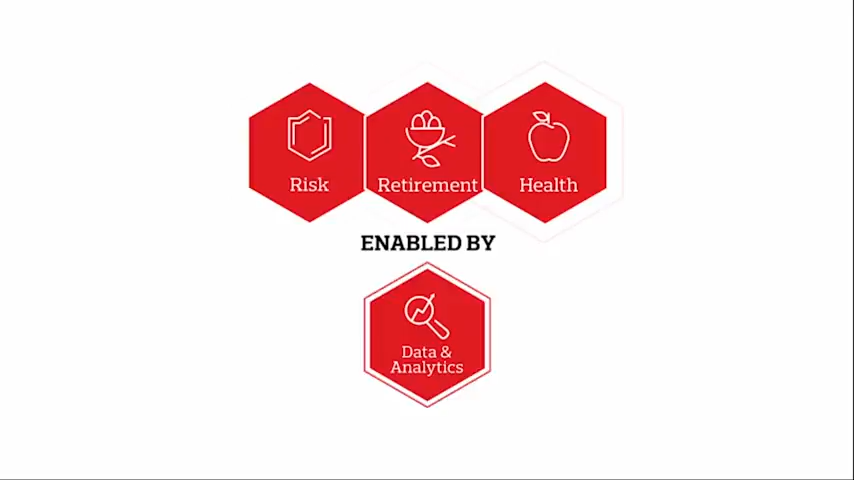 Risk
Retirement
Health
ENABLED BY
Data &
Analytics